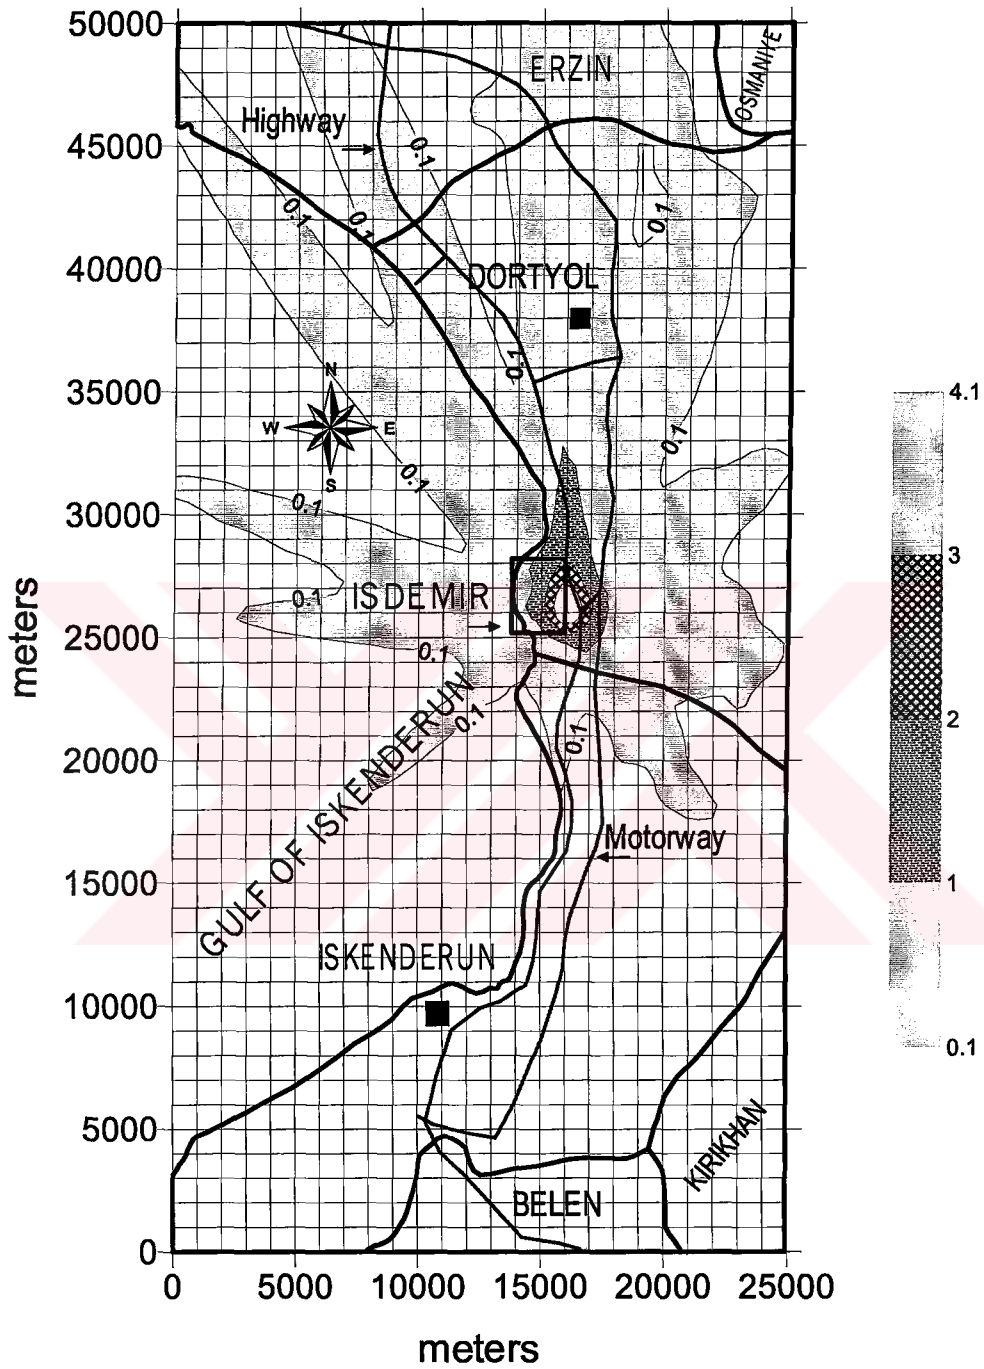 50000
45000
40000
35000
30000
25000
20000
15000
10000
5000
0
meters
0 5000 10000 15000 20000 25000
meters
ERZIN
OSMANIYE
Highway
0.1
0.1
0.1
0.1
DORTYOL
0.1
N
W E
S
0.1
0.1
0.1
0.1
ISDEMIR
0.1
0.1
0.1
GULF OF ISKENDERUN
Motorway
ISKENDERUN
KIRIKHAN
BELEN
4.1
3
2
1
0.1